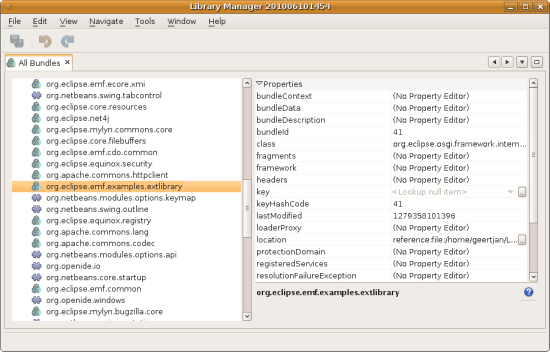 Library Manager 201006101454
File Edit View Navigate Tools Window Help
All Bundles
org.eclipse.emf.ecore.xmi
org.netbeans.swing.tabcontrol
org.eclipse.core.resources
org.eclipse.net4j
org.eclipse.mylyn.commons.core
org.eclipse.core.filebuffers
org.eclipse.emf.cdo.common
org.eclipse.equinox.security
org.apache.commons.httpclient
org.eclipse.emf.examples.extlibrary
org.netbeans.modules.options.keymap
org.netbeans.swing.outline
org.eclipse.equinox.registry
org.apache.commons.lang
org.apache.commons.codec
org.netbeans.modules.options.api
org.openide.io
org.netbeans.core.startup
org.eclipse.emf.common
org.openide.windows
org.eclipse.mylyn.bugzilla.core
Properties
bundleContext (No Property Editor)
bundleData (No Property Editor)
bundleDescription (No Property Editor)
bundleId 41
class org.eclipse.osgi.framework.intern...
fragments (No Property Editor)
framework (No Property Editor)
headers (No Property Editor)
key <Lookup null item> ...
keyHashCode 41
lastModified 1279358101396
loaderProxy (No Property Editor)
location reference:file:/home/geertjan/L... ...
protectionDomain (No Property Editor)
registeredServices (No Property Editor)
resolutionFailureException (No Property Editor)
org.eclipse.emf.examples.extlibrary